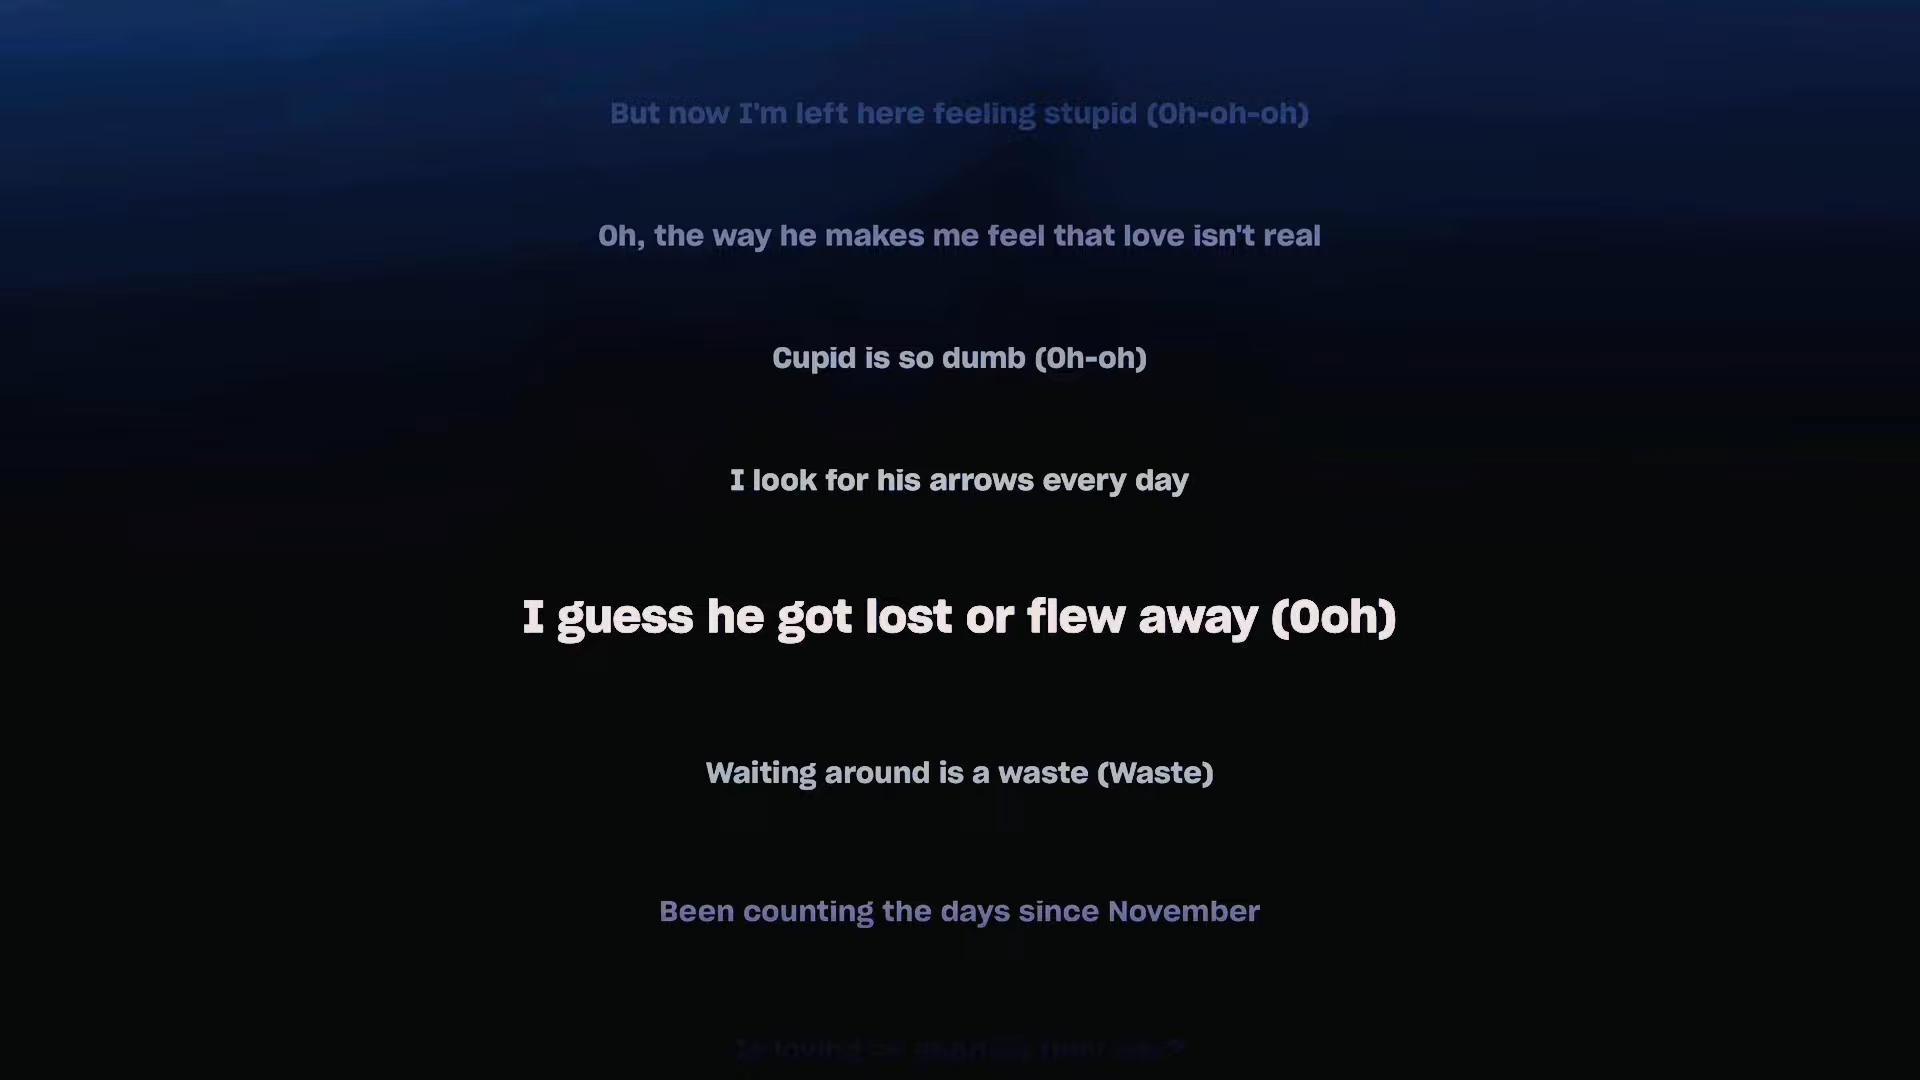 But now I'm left here feeling stupid (Oh-oh-oh)
Oh, the way he makes me feel that love isn't real
Cupid is so dumb (Oh-oh)
I look for his arrows every day
I guess he got lost or flew away (Ooh)
Waiting around is a waste (Waste)
Been counting the days since November